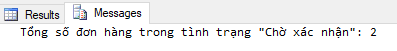 Results Messages
Tổng số đơn hàng trong tình trạng "Chờ xác nhận": 2